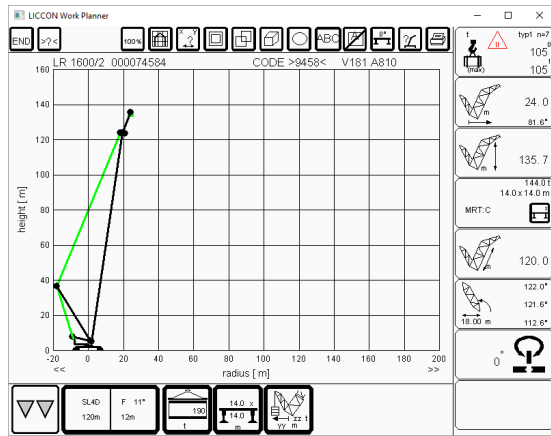 LICCON Work Planner
END >?< 100% X Y ? ABC A 0° ?
LR 1600/2 000074584 CODE >9458< V181 A810
t typ1 n=7
II
105 0
105 t
(max)
24.0
m
81.6°
135.7
m
144.0 t
14.0 x 14.0 m
MRT:C
120.0
m
122.0°
121.6°
18.00 m 112.6°
0°
height [ m ]
160
140
120
100
80
60
40
20
0
-20 0 20 40 60 80 100 120 140 160 180 200
<< radius [ m ] >>
SL4D F 11°
120m 12m
190
t
14.0 x
14.0
m
zz t
yy m